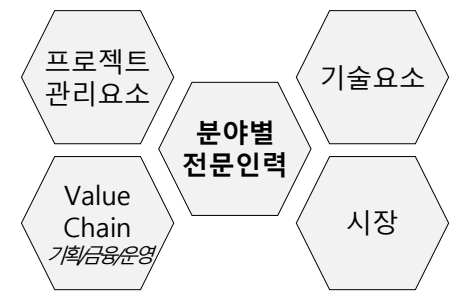 프로젝트
관리요소
기술요소
분야별
전문인력
Value
Chain
기획/금융/운영
시장